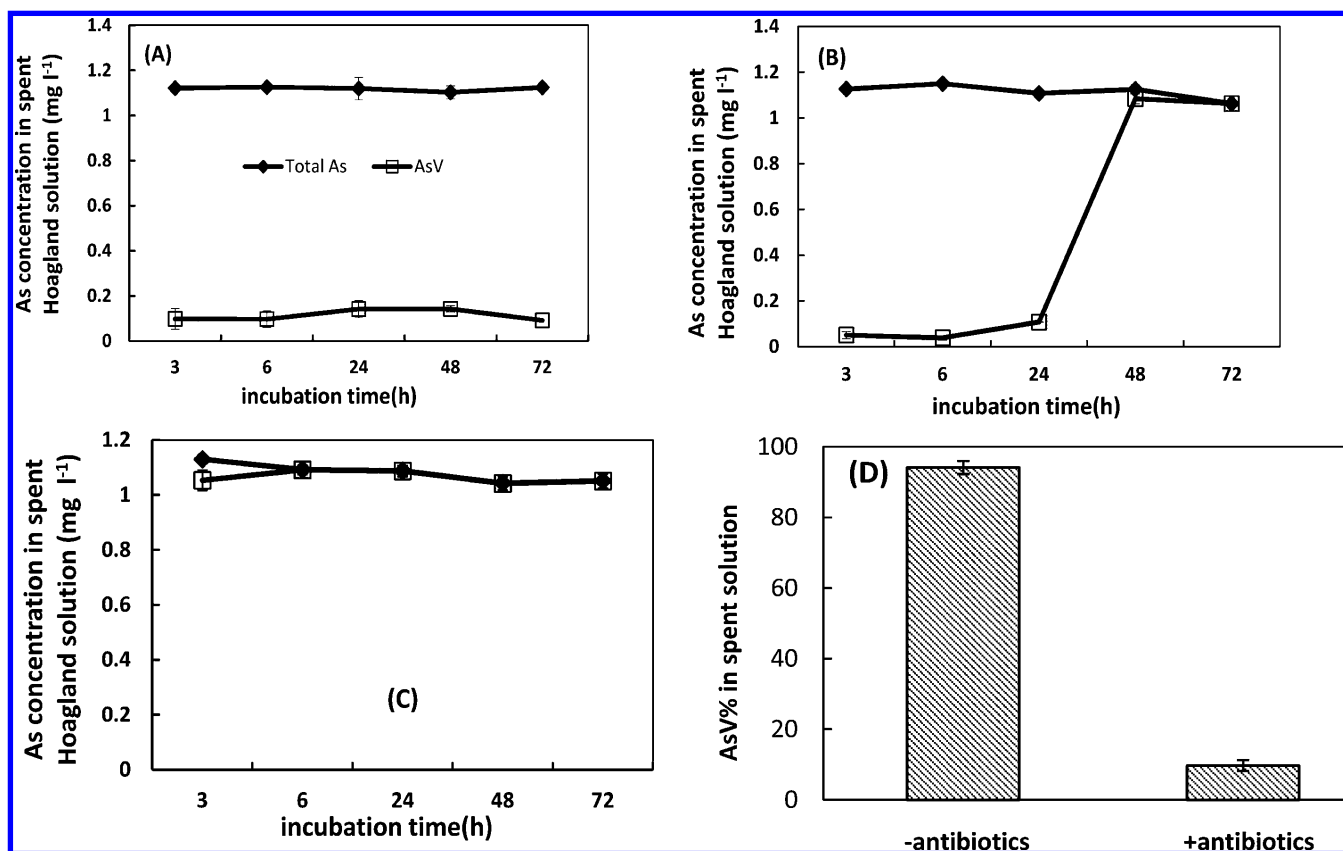 (A)
As concentration in spent
Hoagland solution (mg l-1)
1.4
1.2
1
0.8
0.6
0.4
0.2
0
Total As
AsV
3 6 24 48 72
incubation time(h)
(B)
As concentration in spent
Hoagland solution (mg l-1)
1.4
1.2
1
0.8
0.6
0.4
0.2
0
3 6 24 48 72
incubation time(h)
(C)
As concentration in spent
Hoagland solution (mg l-1)
1.2
1
0.8
0.6
0.4
0.2
0
3 6 24 48 72
incubation time(h)
(D)
AsV% in spent solution
100
80
60
40
20
0
-antibiotics +antibiotics